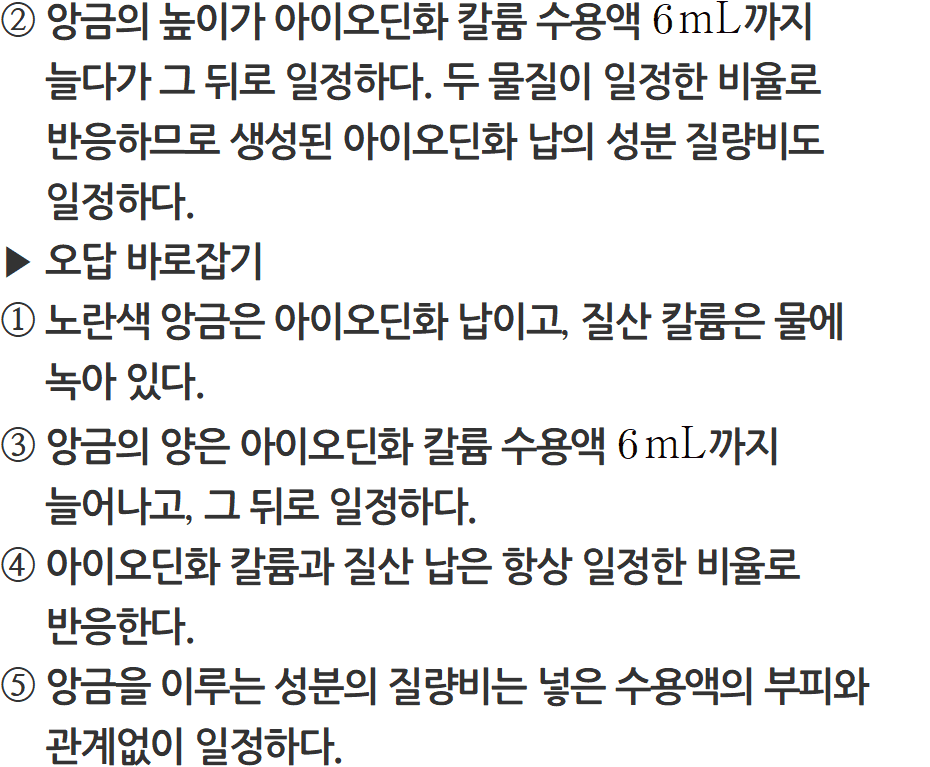 ② 앙금의 높이가 아이오딘화 칼륨 수용액 6mL까지
늘다가 그 뒤로 일정하다. 두 물질이 일정한 비율로
반응하므로 생성된 아이오딘화 납의 성분 질량비도
일정하다.
▶ 오답 바로잡기
① 노란색 앙금은 아이오딘화 납이고, 질산 칼륨은 물에
녹아 있다.
③ 앙금의 양은 아이오딘화 칼륨 수용액 6mL까지
늘어나고, 그 뒤로 일정하다.
④ 아이오딘화 칼륨과 질산 납은 항상 일정한 비율로
반응한다.
⑤ 앙금을 이루는 성분의 질량비는 넣은 수용액의 부피와
관계없이 일정하다.